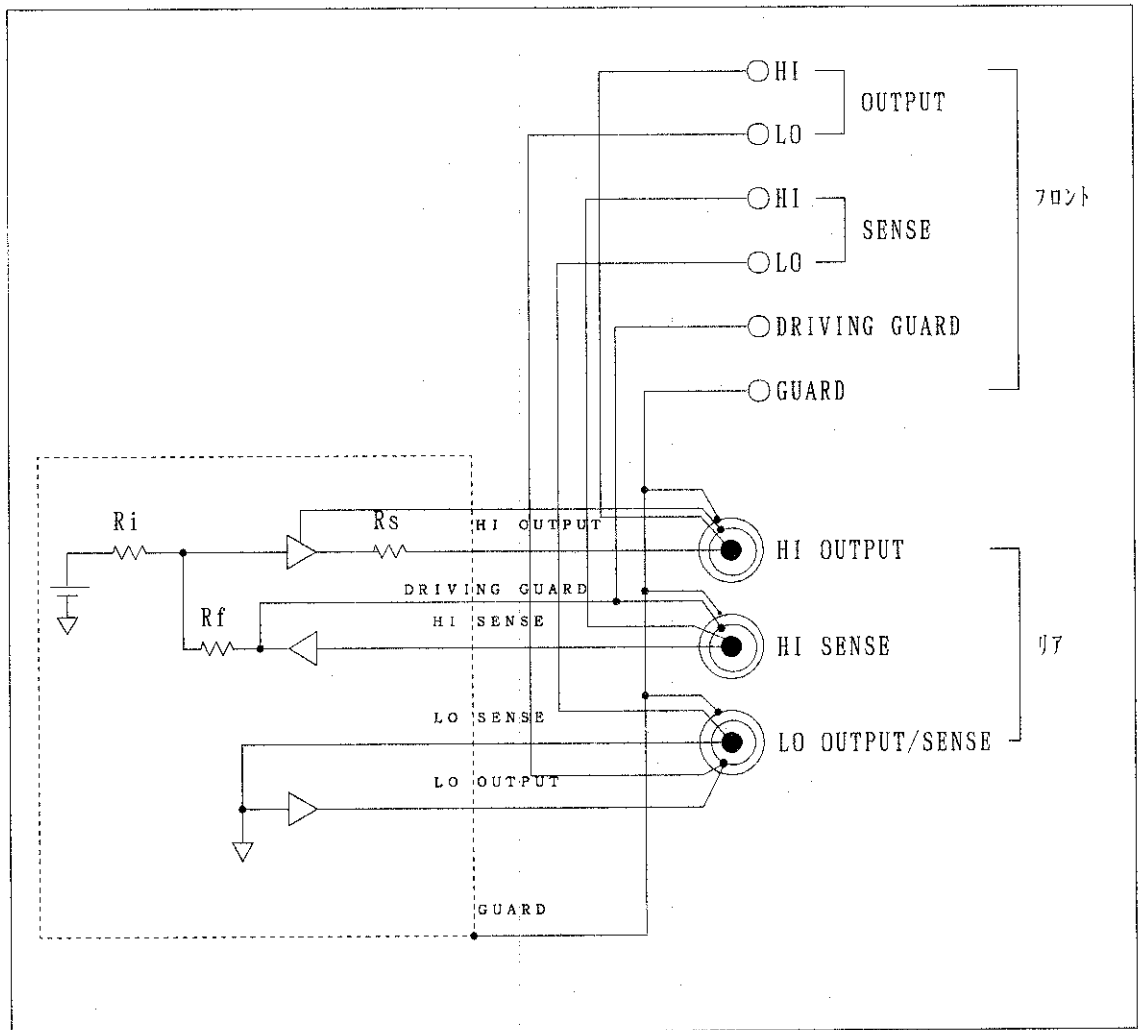 HI
OUTPUT
LO
HI
SENSE
LO
DRIVING GUARD
GUARD
フロント
Ri
Rs
HI OUTPUT
HI OUTPUT
DRIVING GUARD
Rf
HI SENSE
HI SENSE
リア
LO SENSE
LO OUTPUT/SENSE
LO OUTPUT
GUARD